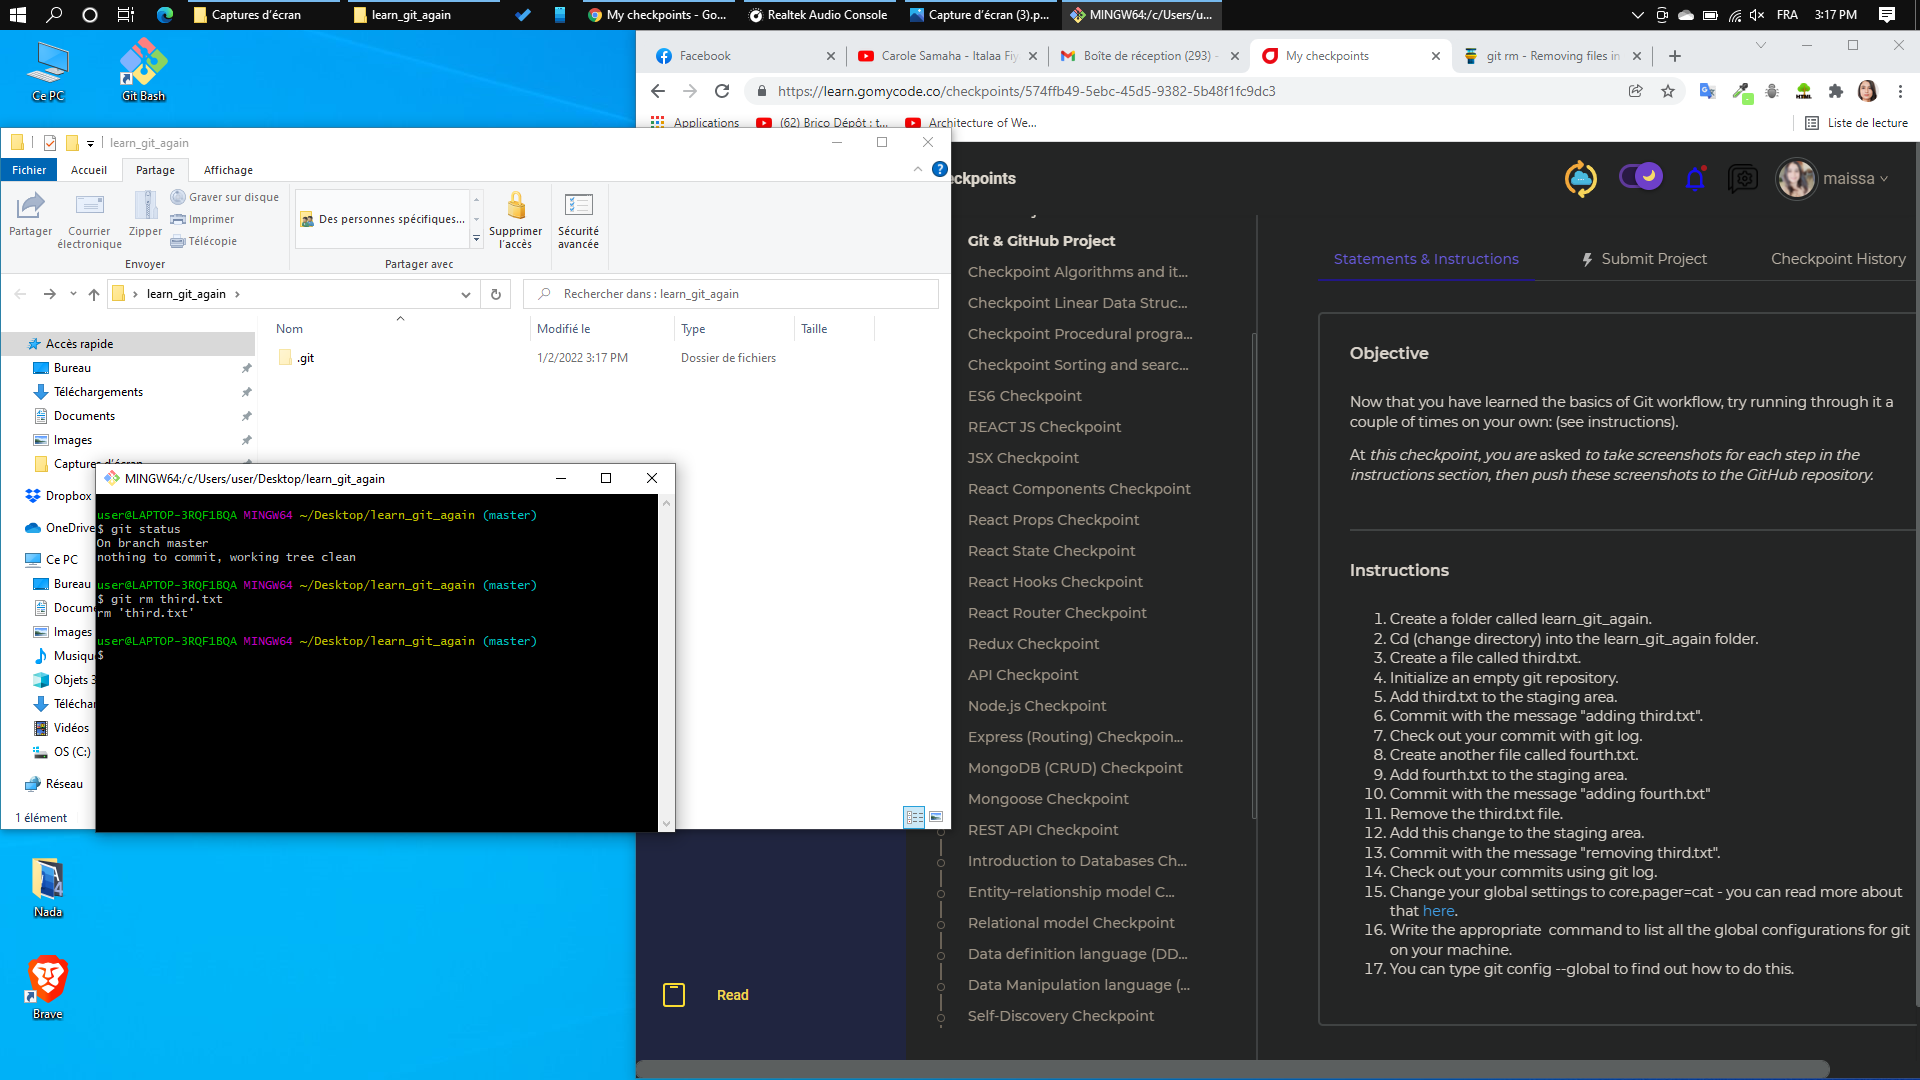 Captures d'écran
learn_git_again
My checkpoints - Go...
Realtek Audio Console
Capture d'écran (3).p...
MINGW64:/c/Users/u...
FRA
3:17 PM
Ce PC
Git Bash
Facebook
Carole Samaha - Italaa Fiy
Boîte de réception (293) -
My checkpoints
git rm - Removing files in
https://learn.gomycode.co/checkpoints/574ffb49-5ebc-45d5-9382-5b48f1fc9dc3
Applications
(62) Brico Dépôt : t...
Architecture of We...
Liste de lecture
learn_git_again
Fichier
Accueil
Partage
Affichage
Partager
Courrier
électronique
Zipper
Graver sur disque
Imprimer
Télécopie
Envoyer
Des personnes spécifiques...
Supprimer
l'accès
Sécurité
avancée
Partager avec
learn_git_again
Rechercher dans : learn_git_again
Nom
Modifié le
Type
Taille
.git
1/2/2022 3:17 PM
Dossier de fichiers
Accès rapide
Bureau
Téléchargements
Documents
Images
Captures d'écran
Dropbox
OneDrive
Ce PC
Bureau
Docume
Images
Musique
Objets 3
Télécha
Vidéos
OS (C:)
Réseau
1 élément
MINGW64:/c/Users/user/Desktop/learn_git_again
user@LAPTOP-3RQF1BQA MINGW64 ~/Desktop/learn_git_again (master)
$ git status
On branch master
nothing to commit, working tree clean
user@LAPTOP-3RQF1BQA MINGW64 ~/Desktop/learn_git_again (master)
$ git rm third.txt
rm 'third.txt'
user@LAPTOP-3RQF1BQA MINGW64 ~/Desktop/learn_git_again (master)
$
Nada
Brave
Read
ckpoints
maissa
Git & GitHub Project
Checkpoint Algorithms and it...
Checkpoint Linear Data Struc...
Checkpoint Procedural progra...
Checkpoint Sorting and searc...
ES6 Checkpoint
REACT JS Checkpoint
JSX Checkpoint
React Components Checkpoint
React Props Checkpoint
React State Checkpoint
React Hooks Checkpoint
React Router Checkpoint
Redux Checkpoint
API Checkpoint
Node.js Checkpoint
Express (Routing) Checkpoin...
MongoDB (CRUD) Checkpoint
Mongoose Checkpoint
REST API Checkpoint
Introduction to Databases Ch...
Entity–relationship model C...
Relational model Checkpoint
Data definition language (DD...
Data Manipulation language (...
Self-Discovery Checkpoint
Statements & Instructions
Submit Project
Checkpoint History
Objective
Now that you have learned the basics of Git workflow, try running through it a
couple of times on your own: (see instructions).
At this checkpoint, you are asked to take screenshots for each step in the
instructions section, then push these screenshots to the GitHub repository.
Instructions
1. Create a folder called learn_git_again.
2. Cd (change directory) into the learn_git_again folder.
3. Create a file called third.txt.
4. Initialize an empty git repository.
5. Add third.txt to the staging area.
6. Commit with the message "adding third.txt".
7. Check out your commit with git log.
8. Create another file called fourth.txt.
9. Add fourth.txt to the staging area.
10. Commit with the message "adding fourth.txt"
11. Remove the third.txt file.
12. Add this change to the staging area.
13. Commit with the message "removing third.txt".
14. Check out your commits using git log.
15. Change your global settings to core.pager=cat - you can read more about
that here.
16. Write the appropriate command to list all the global configurations for git
on your machine.
17. You can type git config --global to find out how to do this.